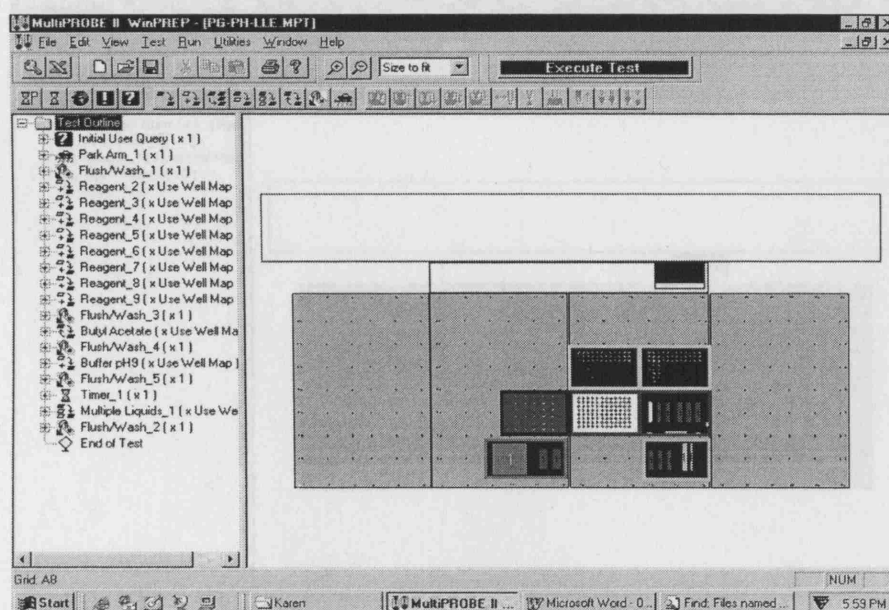 MultiPROBE II WinPREP - [PG-PH-LLE.MPT]
File Edit View Test Run Utilities Window Help
Size to fit
Execute Test
Test Outline
Initial User Query ( x 1 )
Park Arm_1 ( x 1 )
Flush/Wash_1 ( x 1 )
Reagent_2 ( x Use Well Map
Reagent_3 ( x Use Well Map
Reagent_4 ( x Use Well Map
Reagent_5 ( x Use Well Map
Reagent_6 ( x Use Well Map
Reagent_7 ( x Use Well Map
Reagent_8 ( x Use Well Map
Reagent_9 ( x Use Well Map
Flush/Wash_3 ( x 1 )
Butyl Acetate ( x Use Well Ma
Flush/Wash_4 ( x 1 )
Buffer pH9 ( x Use Well Map )
Flush/Wash_5 ( x 1 )
Timer_1 ( x 1 )
Multiple Liquids_1 ( x Use We
Flush/Wash_2 ( x 1 )
End of Test
Grid: A8
NUM
Start
Karen
MultiPROBE II ...
Microsoft Word - 0...
Find: Files named ...
5:59 PM